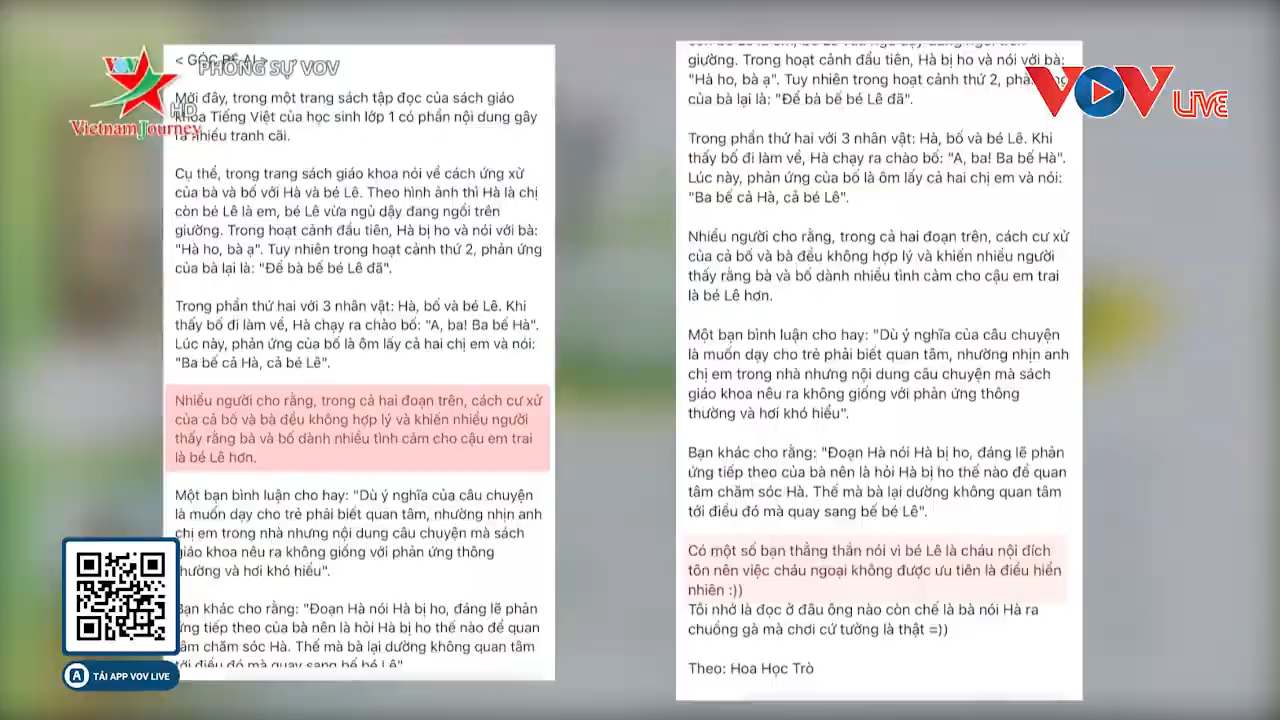 VOV
HD
Vietnam Journey
PHÓNG SỰ VOV
VOV LIVE
TẢI APP VOV LIVE
< GÓC BỂ AI >
Mới đây, trong một trang sách tập đọc của sách giáo
khoa Tiếng Việt của học sinh lớp 1 có phần nội dung gây
ra nhiều tranh cãi.
Cụ thể, trong trang sách giáo khoa nói về cách ứng xử
của bà và bố với Hà và bé Lê. Theo hình ảnh thì Hà là chị
còn bé Lê là em, bé Lê vừa ngủ dậy đang ngồi trên
giường. Trong hoạt cảnh đầu tiên, Hà bị ho và nói với bà:
"Hà ho, bà ạ". Tuy nhiên trong hoạt cảnh thứ 2, phản ứng
của bà lại là: "Để bà bế bé Lê đã".
Trong phần thứ hai với 3 nhân vật: Hà, bố và bé Lê. Khi
thấy bố đi làm về, Hà chạy ra chào bố: "A, ba! Ba bế Hà".
Lúc này, phản ứng của bố là ôm lấy cả hai chị em và nói:
"Ba bế cả Hà, cả bé Lê".
Nhiều người cho rằng, trong cả hai đoạn trên, cách cư xử
của cả bố và bà đều không hợp lý và khiến nhiều người
thấy rằng bà và bố dành nhiều tình cảm cho cậu em trai
là bé Lê hơn.
Một bạn bình luận cho hay: "Dù ý nghĩa của câu chuyện
là muốn dạy cho trẻ phải biết quan tâm, nhường nhịn anh
chị em trong nhà nhưng nội dung câu chuyện mà sách
giáo khoa nêu ra không giống với phản ứng thông
thường và hơi khó hiểu".
Bạn khác cho rằng: "Đoạn Hà nói Hà bị ho, đáng lẽ phản
ứng tiếp theo của bà nên là hỏi Hà bị ho thế nào để quan
tâm chăm sóc Hà. Thế mà bà lại dường không quan tâm
tới điều đó mà quay sang bế bé Lê"
còn bé Lê là em, bé Lê vừa ngủ dậy đang ngồi trên
giường. Trong hoạt cảnh đầu tiên, Hà bị ho và nói với bà:
"Hà ho, bà ạ". Tuy nhiên trong hoạt cảnh thứ 2, phản ứng
của bà lại là: "Để bà bế bé Lê đã".
Trong phần thứ hai với 3 nhân vật: Hà, bố và bé Lê. Khi
thấy bố đi làm về, Hà chạy ra chào bố: "A, ba! Ba bế Hà".
Lúc này, phản ứng của bố là ôm lấy cả hai chị em và nói:
"Ba bế cả Hà, cả bé Lê".
Nhiều người cho rằng, trong cả hai đoạn trên, cách cư xử
của cả bố và bà đều không hợp lý và khiến nhiều người
thấy rằng bà và bố dành nhiều tình cảm cho cậu em trai
là bé Lê hơn.
Một bạn bình luận cho hay: "Dù ý nghĩa của câu chuyện
là muốn dạy cho trẻ phải biết quan tâm, nhường nhịn anh
chị em trong nhà nhưng nội dung câu chuyện mà sách
giáo khoa nêu ra không giống với phản ứng thông
thường và hơi khó hiểu".
Bạn khác cho rằng: "Đoạn Hà nói Hà bị ho, đáng lẽ phản
ứng tiếp theo của bà nên là hỏi Hà bị ho thế nào để quan
tâm chăm sóc Hà. Thế mà bà lại dường không quan tâm
tới điều đó mà quay sang bế bé Lê".
Có một số bạn thẳng thắn nói vì bé Lê là cháu nội đích
tôn nên việc cháu ngoại không được ưu tiên là điều hiển
nhiên :))
Tôi nhớ là đọc ở đâu ông nào còn chế là bà nói Hà ra
chuồng gà mà chơi cứ tưởng là thật =))
Theo: Hoa Học Trò